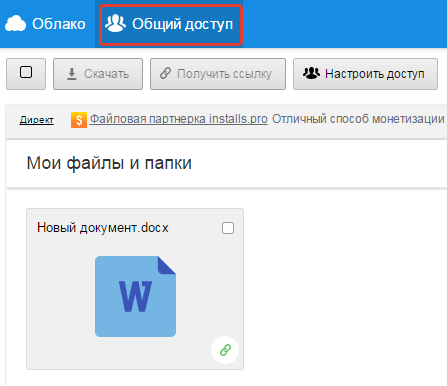 Облако Общий доступ
Скачать Получить ссылку Настроить доступ
Директ $ Файловая партнерка installs.pro Отличный способ монетизации
Мои файлы и папки
Новый документ.docx
W